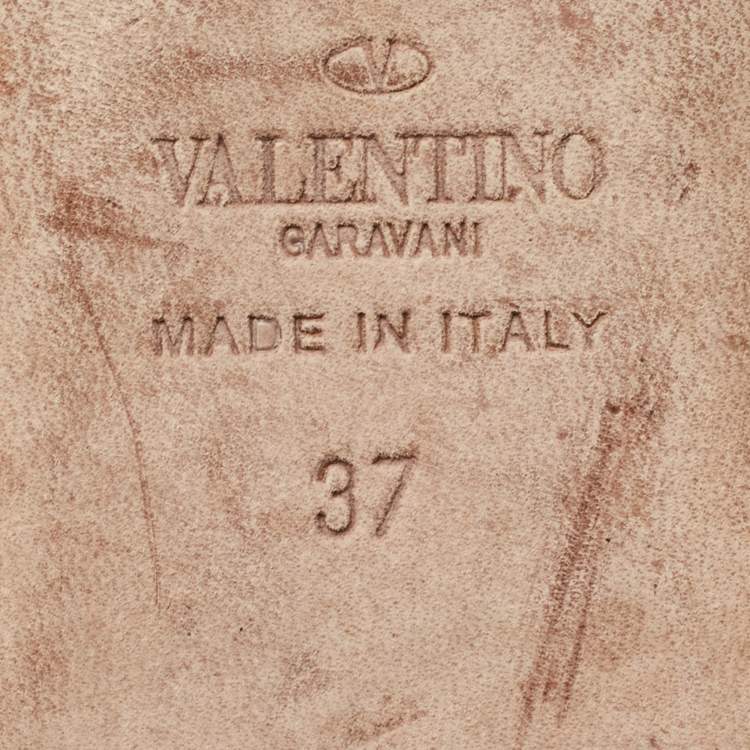 V
VALENTINO
GARAVANI
MADE IN ITALY
37